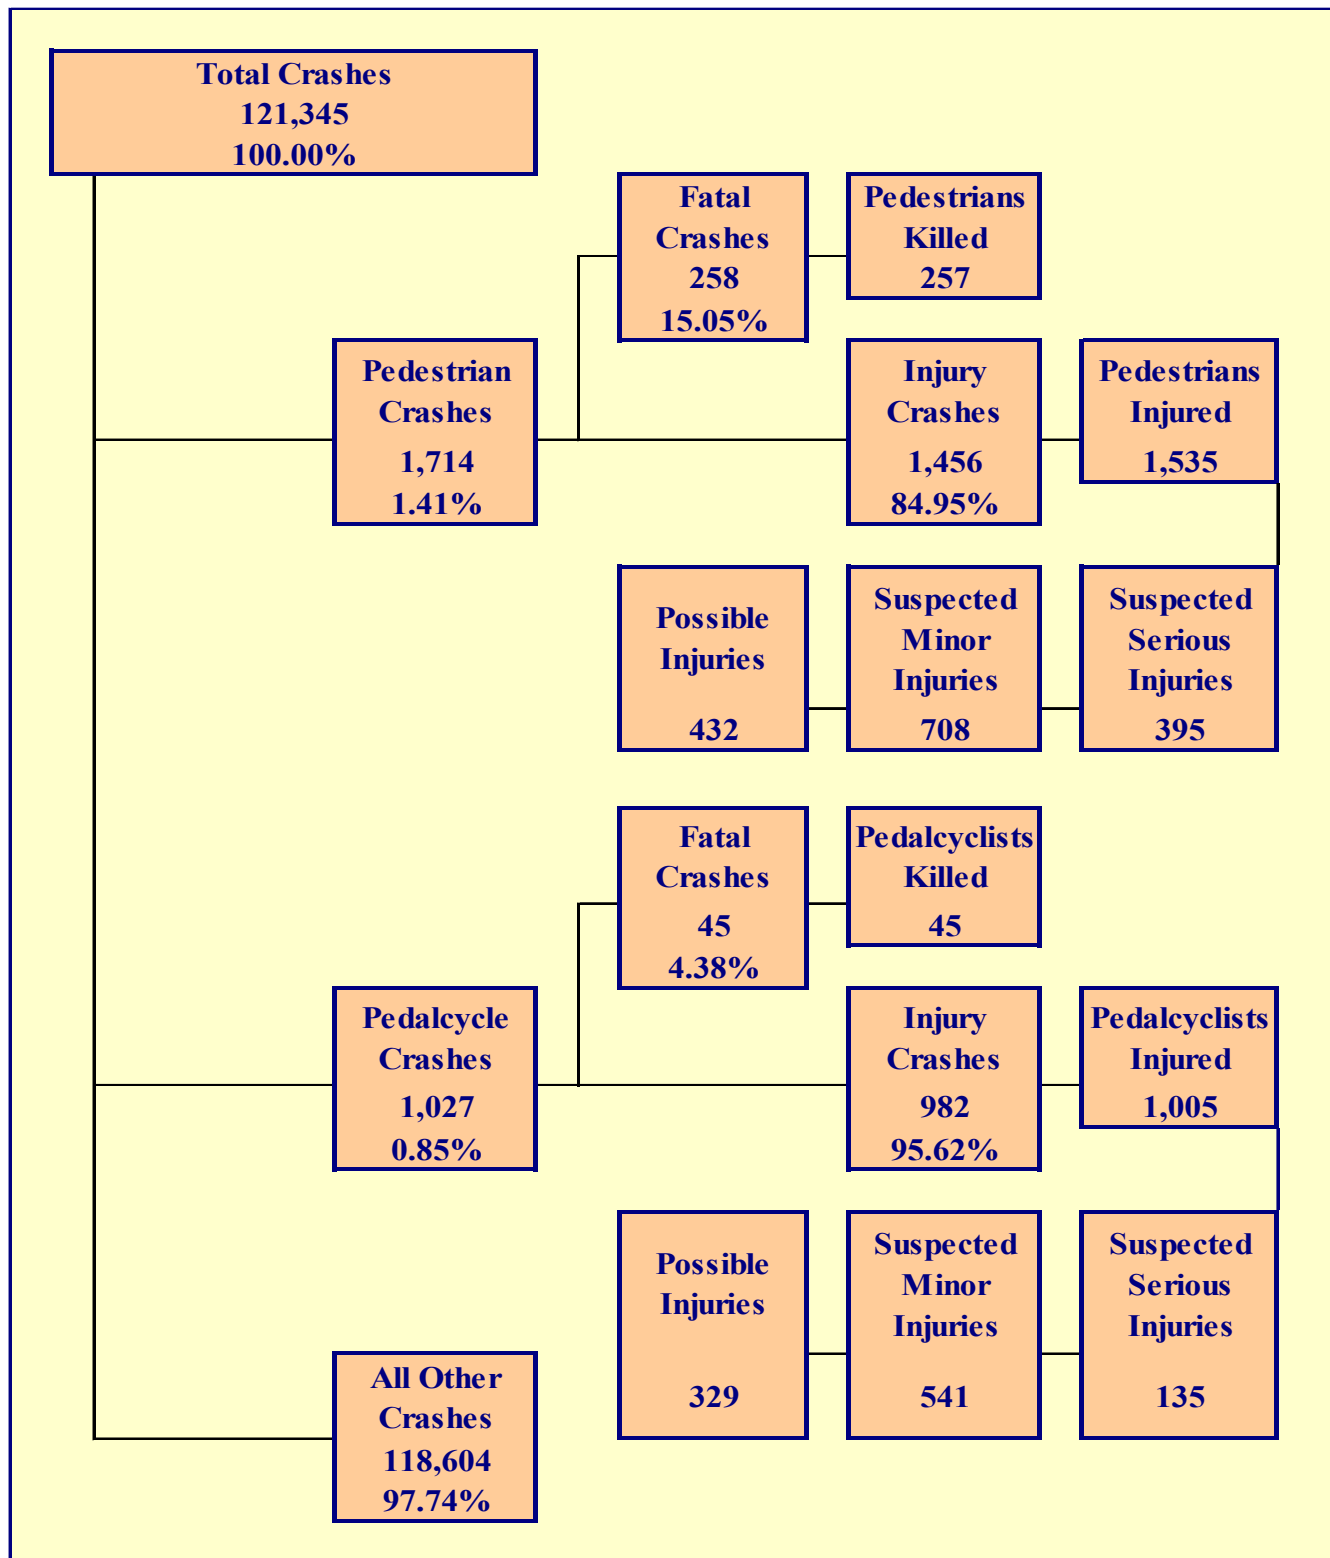 Total Crashes
121,345
100.00%
Fatal
Crashes
258
15.05%
Pedestrians
Killed
257
Pedestrian
Crashes
1,714
1.41%
Injury
Crashes
1,456
84.95%
Pedestrians
Injured
1,535
Possible
Injuries
432
Suspected
Minor
Injuries
708
Suspected
Serious
Injuries
395
Fatal
Crashes
45
4.38%
Pedalcyclists
Killed
45
Pedalcycle
Crashes
1,027
0.85%
Injury
Crashes
982
95.62%
Pedalcyclists
Injured
1,005
Possible
Injuries
329
Suspected
Minor
Injuries
541
Suspected
Serious
Injuries
135
All Other
Crashes
118,604
97.74%